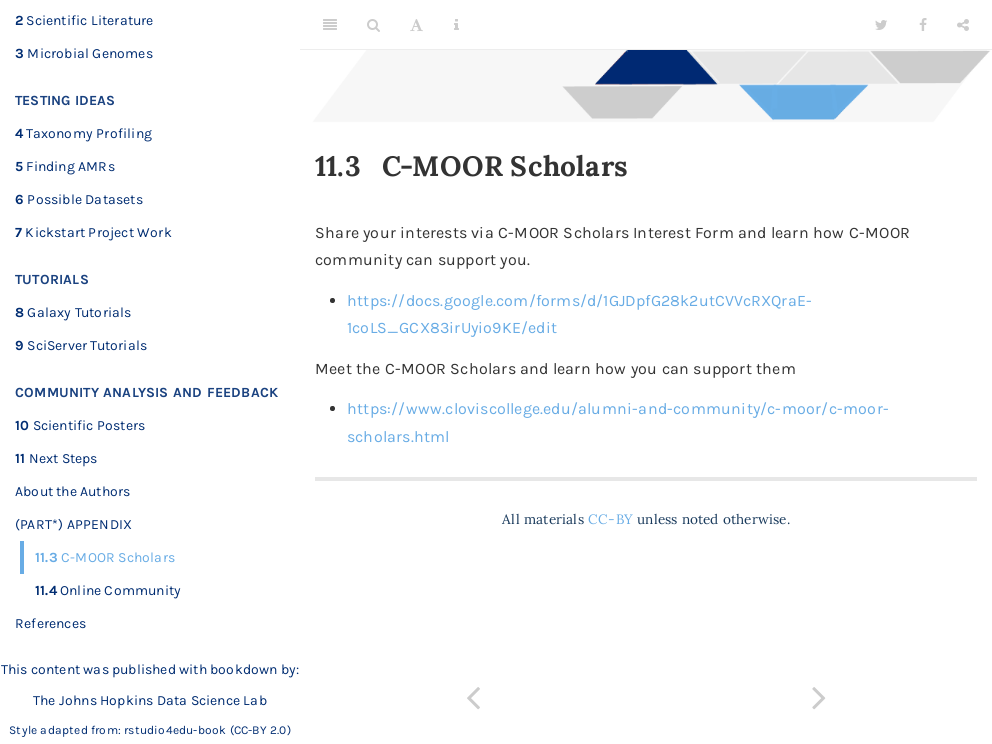 2 Scientific Literature
3 Microbial Genomes
TESTING IDEAS
4 Taxonomy Profiling
5 Finding AMRs
6 Possible Datasets
7 Kickstart Project Work
TUTORIALS
8 Galaxy Tutorials
9 SciServer Tutorials
COMMUNITY ANALYSIS AND FEEDBACK
10 Scientific Posters
11 Next Steps
About the Authors
(PART*) APPENDIX
11.3 C-MOOR Scholars
11.4 Online Community
References
This content was published with bookdown by:
The Johns Hopkins Data Science Lab
Style adapted from: rstudio4edu-book (CC-BY 2.0)
11.3 C-MOOR Scholars
Share your interests via C-MOOR Scholars Interest Form and learn how C-MOOR
community can support you.
https://docs.google.com/forms/d/1GJDpfG28k2utCVVcRXQraE-
1coLS_GCX83irUyio9KE/edit
Meet the C-MOOR Scholars and learn how you can support them
https://www.cloviscollege.edu/alumni-and-community/c-moor/c-moor-
scholars.html
All materials CC-BY unless noted otherwise.